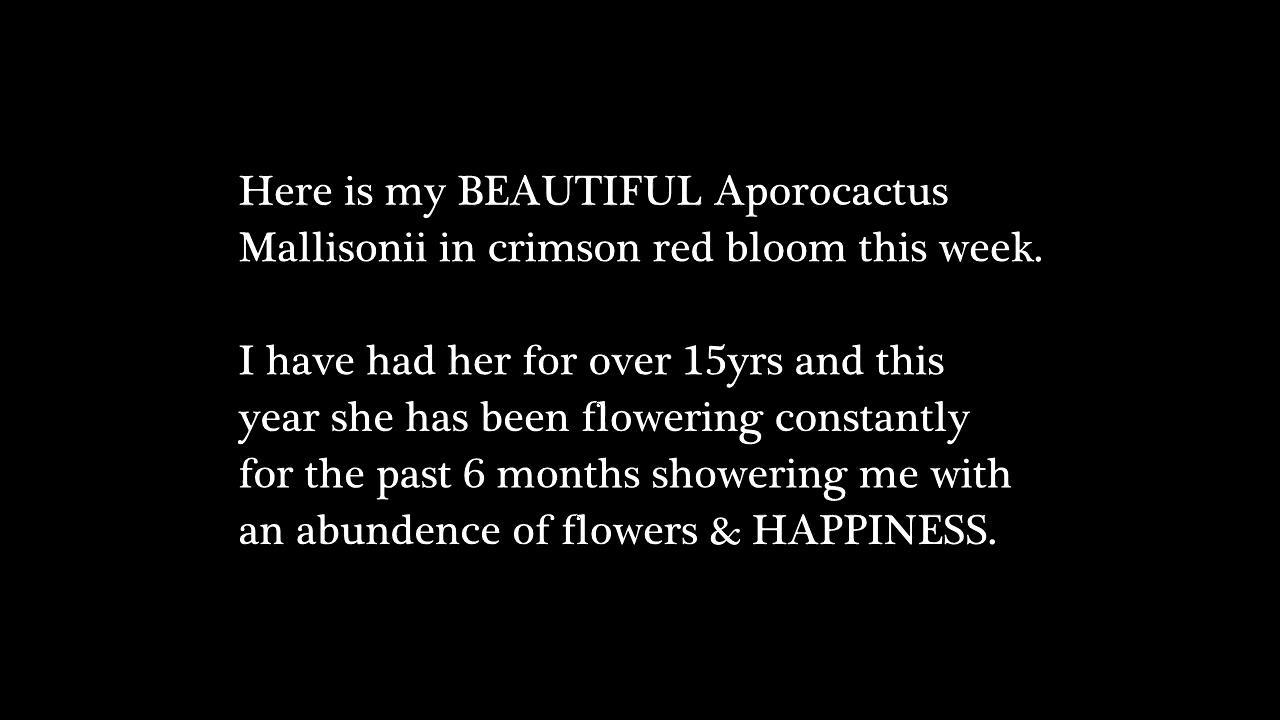 Here is my BEAUTIFUL Aporocactus
Mallisonii in crimson red bloom this week.
I have had her for over 15yrs and this
year she has been flowering constantly
for the past 6 months showering me with
an abundence of flowers & HAPPINESS.